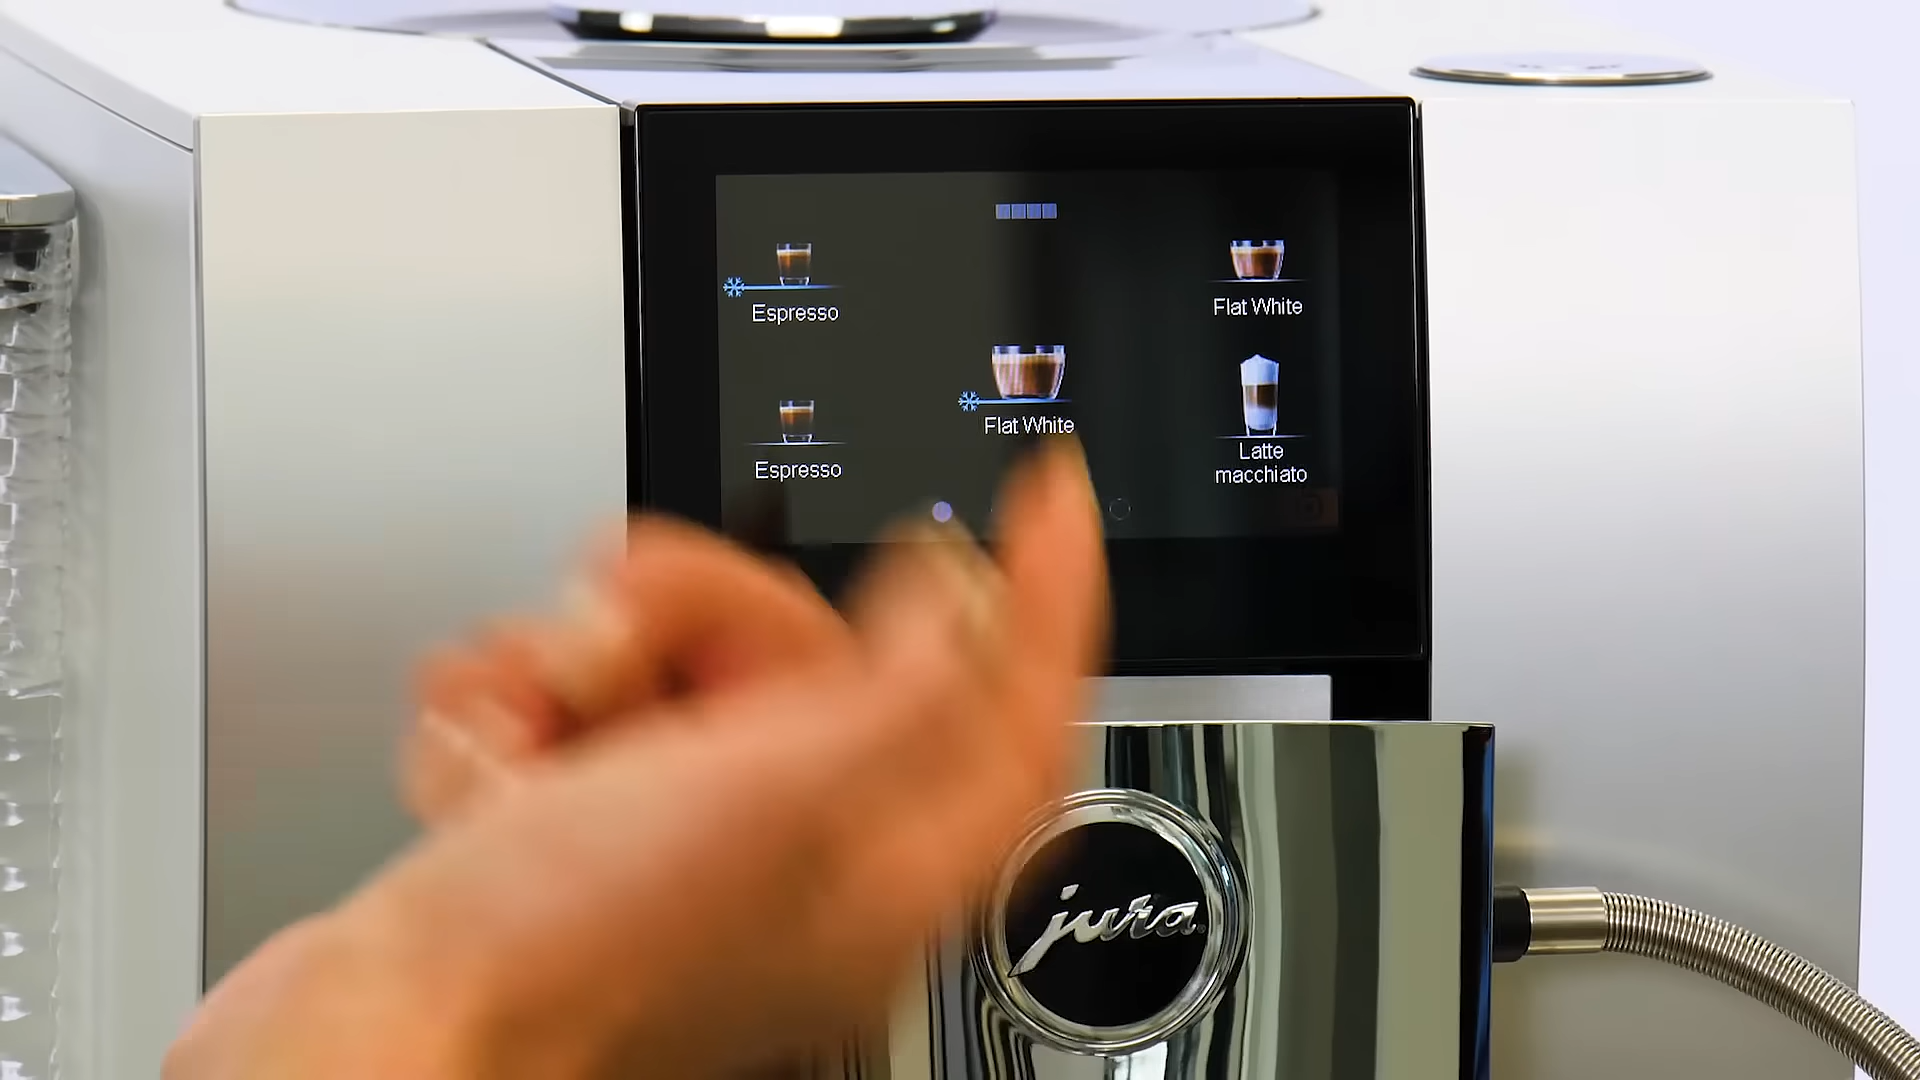 Espresso
Flat White
Flat White
Espresso
Latte
macchiato
jura